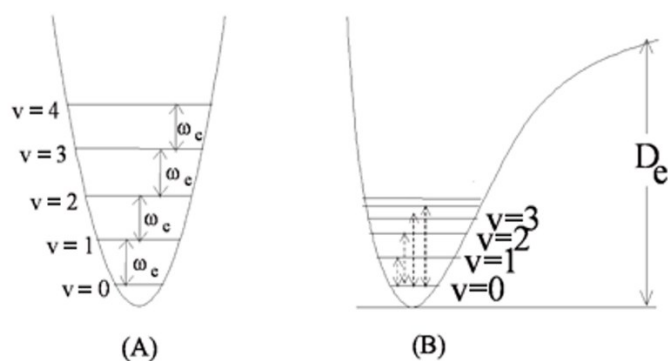 v = 4
ω e
v = 3
ω e
v = 2
ω e
v = 1
ω e
v = 0
(A)
D e
v=3
v=2
v=1
v=0
(B)